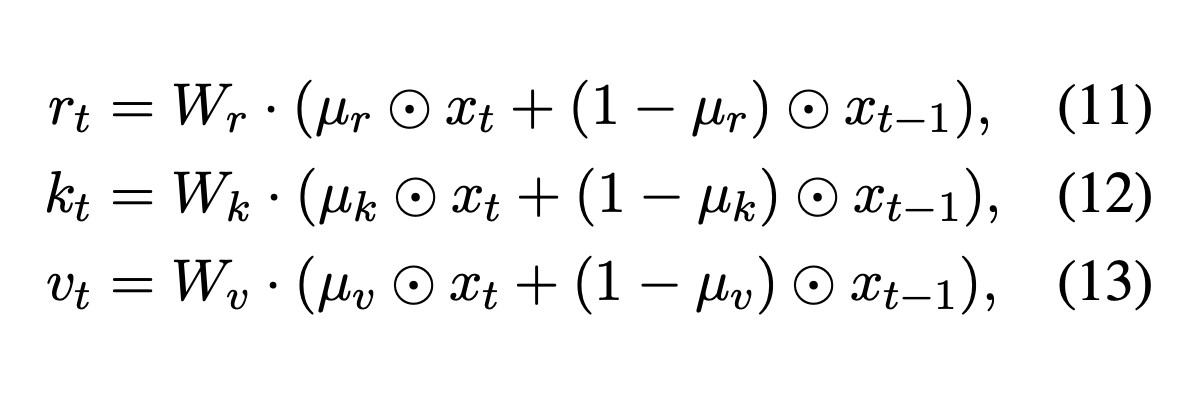 r_t = W_r · (μ_r ⊙ x_t + (1 − μ_r) ⊙ x_{t−1}), (11)
k_t = W_k · (μ_k ⊙ x_t + (1 − μ_k) ⊙ x_{t−1}), (12)
v_t = W_v · (μ_v ⊙ x_t + (1 − μ_v) ⊙ x_{t−1}), (13)